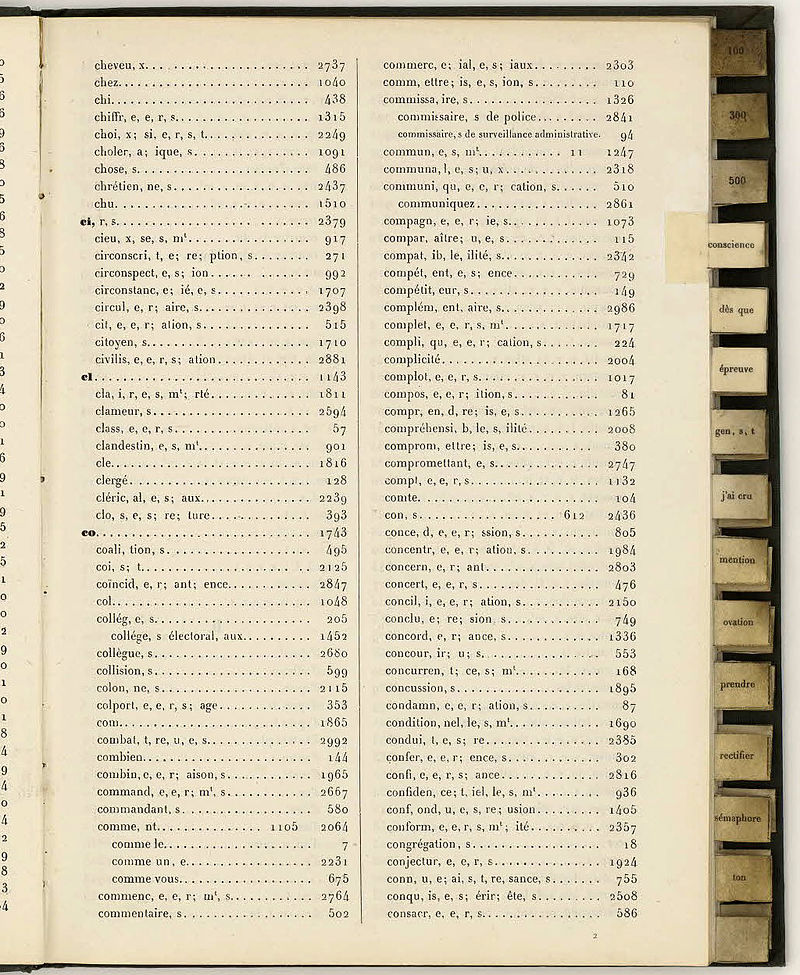 cheveu, x. 2737
chez. 1040
chi. 438
chiffr, e, e, r, s. 1315
choi, x; si, e, r, s, t. 2249
choler, a; ique, s. 1091
chose, s. 486
chrétien, ne, s. 2437
chu. 1510
ci, r, s. 2379
cieu, x, se, s, mt. 917
circonscri, t, e; re; ption, s. 271
circonspect, e, s; ion. 992
circonstanc, e; ié, e, s. 1707
circul, e, r; aire, s. 2398
cit, e, e, r; ation, s. 515
citoyen, s. 1710
civilis, e, e, r, s; ation. 2881
cl. 1143
cla, i, r, e, s, mt; rté. 1811
clameur, s. 2594
class, e, e, r, s. 57
clandestin, e, s, mt. 901
cle. 1816
clergé. 128
cléric, al, e, s; aux. 2239
clo, s, e, s; re; ture. 393
co. 1743
coali, tion, s. 495
coi, s; t. 2125
coïncid, e, r; ant; ence. 2847
col. 1048
collég, e, s. 205
collége, s électoral, aux. 1452
collègue, s. 2680
collision, s. 599
colon, ne, s. 2115
colport, e, e, r, s; age. 353
com. 1865
combat, t, re, u, e, s. 2992
combien. 144
combin, e, e, r; aison, s. 1965
command, e, e, r; mt, s. 2667
commandant, s. 580
comme, nt. 1105 2064
comme le. 7
comme un, e. 2231
comme vous. 675
commenc, e, e, r; mt, s. 2764
commentaire, s. 502
commerc, e; ial, e, s; iaux. 2303
comm, ettre; is, e, s, ion, s. 110
commissa, ire, s. 1326
commissaire, s de police. 2841
commissaire, s de surveillance administrative. 94
commun, e, s, mt. 11 1247
communa, l, e, s; u, x. 2318
communi, qu, e, e, r; cation, s. 510
communiquez. 2861
compagn, e, e, r; ie, s. 1073
compar, aître; u, e, s. 115
compat, ib, le, ilité, s. 2342
compét, ent, e, s; ence. 729
compétit, eur, s. 149
complém, ent, aire, s. 2986
complet, e, e, r, s, mt. 1717
compli, qu, e, e, r; cation, s. 224
complicité. 2004
complot, e, e, r, s. 1017
compos, e, e, r; ition, s. 81
compr, en, d, re; is, e, s. 1265
compréhensi, b, le, s, ilité. 2008
comprom, ettre; is, e, s. 380
compromettant, e, s. 2747
compt, e, e, r, s. 1132
comte. 104
con, s. 612 2436
conce, d, e, e, r; ssion, s. 805
concentr, e, e, r; ation, s. 1984
concern, e, r; ant. 2803
concert, e, e, r, s. 476
concil, i, e, e, r; ation, s. 2150
conclu, e; re; sion, s. 749
concord, e, r; ance, s. 1336
concour, ir; u; s. 553
concurren, t; ce, s; mt. 168
concussion, s. 1895
condamn, e, e, r; ation, s. 87
condition, nel, le, s, mt. 1690
condui, t, e, s; re. 2385
confer, e, e, r; ence, s. 302
confi, e, e, r, s; ance. 2816
confiden, ce; t, iel, le, s, mt. 936
conf, ond, u, e, s, re; usion. 1405
conform, e, e, r, s, mt; ité. 2357
congrégation, s. 18
conjectur, e, e, r, s. 1924
conn, u, e; ai, s, t, re, sance, s. 755
conqu, is, e, s; érir; ête, s. 2508
consacr, e, e, r, s. 586
2
100
300
500
conscience
dès que
épreuve
gen, s, t
j'ai cru
mention
ovation
prendre
rectifier
sémaphore
ton